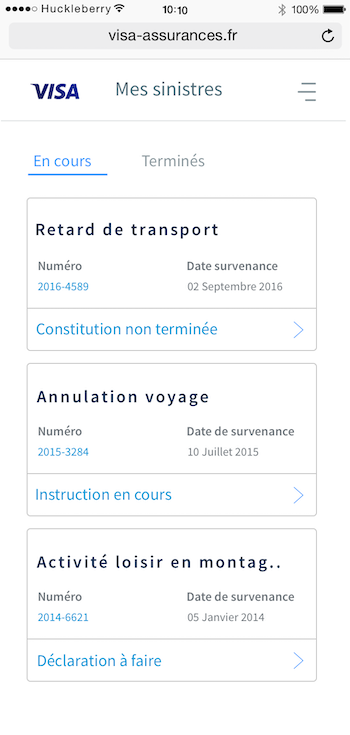 Huckleberry 10:10 100%
visa-assurances.fr
VISA Mes sinistres
En cours Terminés
Retard de transport
Numéro Date survenance
2016-4589 02 Septembre 2016
Constitution non terminée
Annulation voyage
Numéro Date de survenance
2015-3284 10 Juillet 2015
Instruction en cours
Activité loisir en montag..
Numéro Date de survenance
2014-6621 05 Janvier 2014
Déclaration à faire